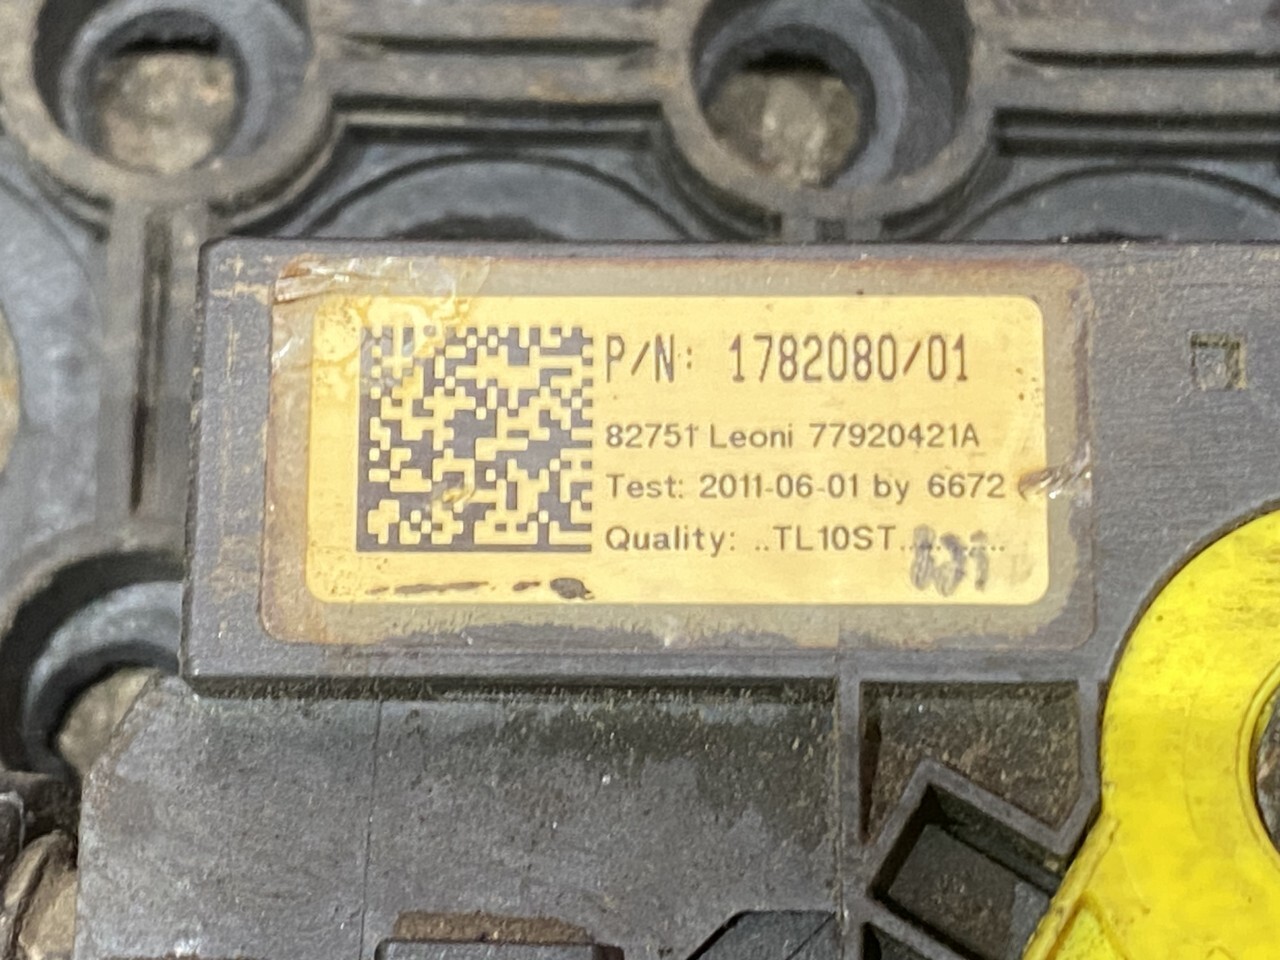 P/N: 1782080/01
82751 Leoni 77920421A
Test: 2011-06-01 by 6672
Quality: ..TL10ST..........